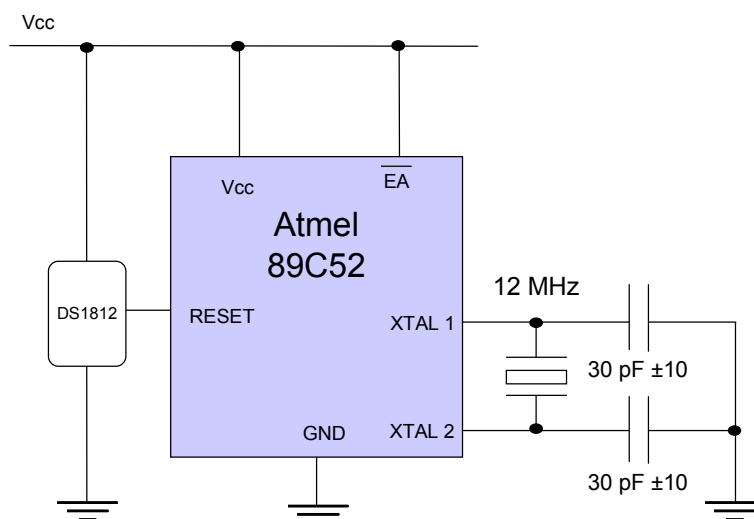 Vcc
Vcc
EA
Atmel
89C52
12 MHz
DS1812
RESET
XTAL 1
30 pF ±10
GND
XTAL 2
30 pF ±10